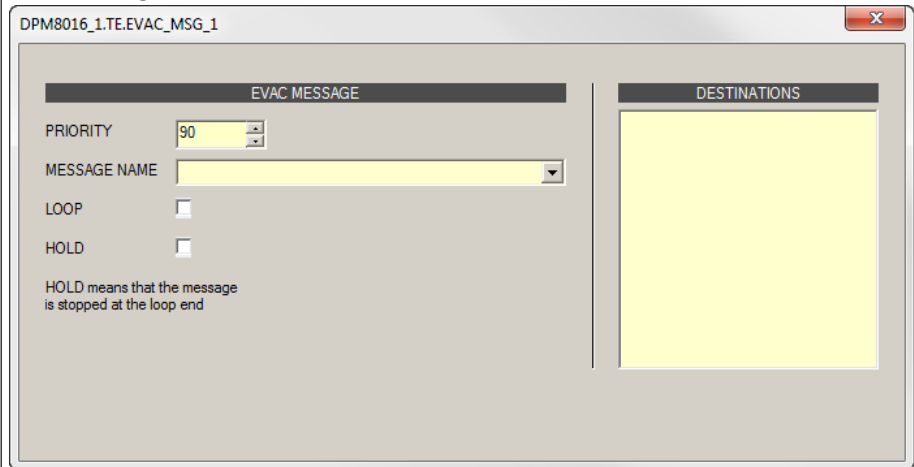 DPM8016_1.TE.EVAC_MSG_1
EVAC MESSAGE
PRIORITY 90
MESSAGE NAME
LOOP
HOLD
HOLD means that the message
is stopped at the loop end
DESTINATIONS